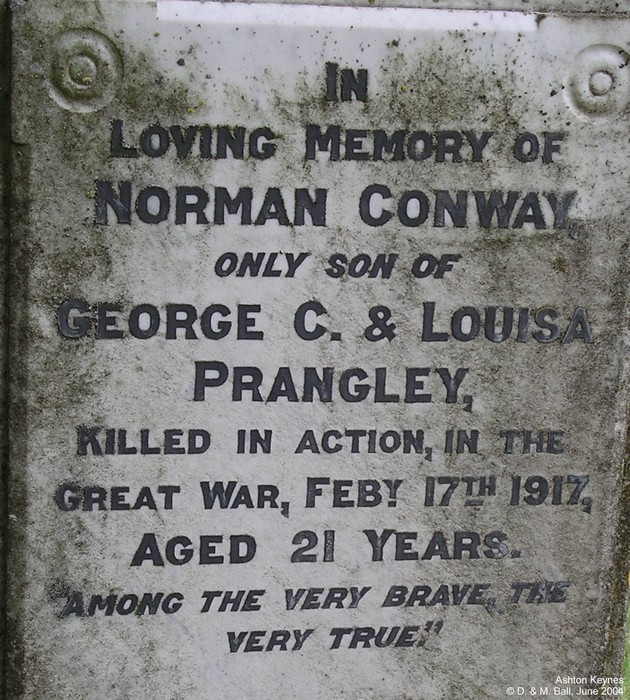 IN
LOVING MEMORY OF
NORMAN CONWAY,
ONLY SON OF
GEORGE C. & LOUISA
PRANGLEY,
KILLED IN ACTION, IN THE
GREAT WAR, FEBY 17TH 1917,
AGED 21 YEARS.
"AMONG THE VERY BRAVE, THE
VERY TRUE."
Ashton Keynes
© D. & M. Ball, June 2004